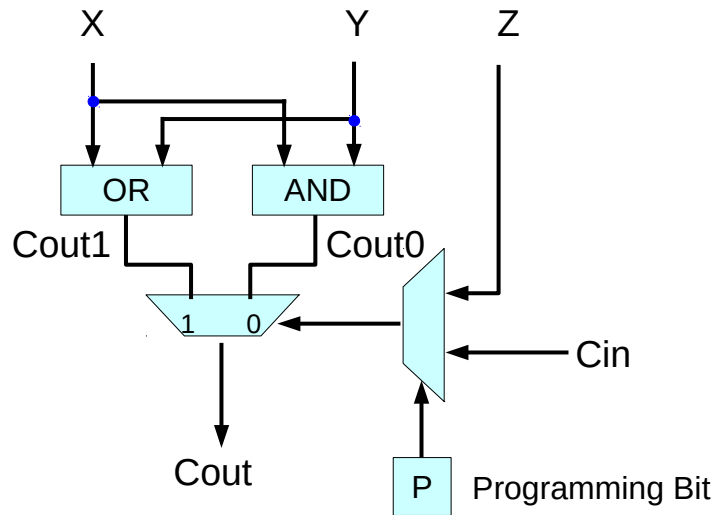 X
Y
Z
OR
AND
Cout1
Cout0
1
0
Cin
Cout
P
Programming Bit